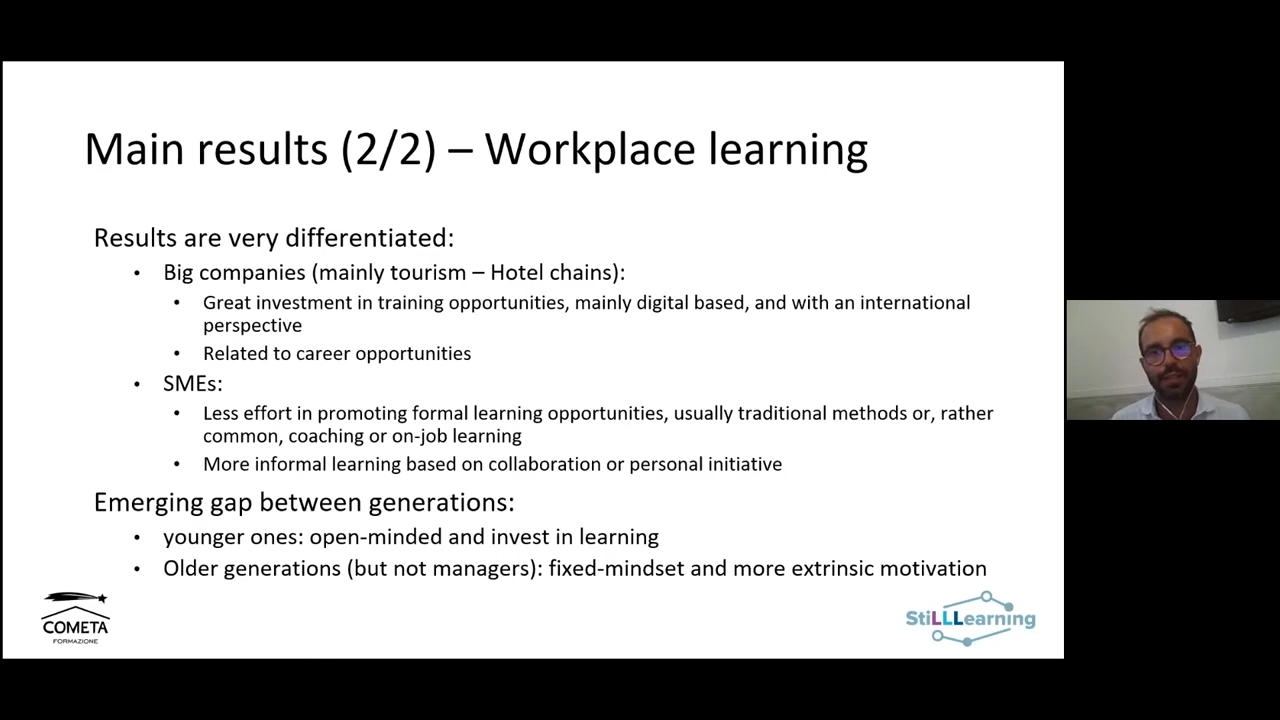 Main results (2/2) – Workplace learning
Results are very differentiated:
• Big companies (mainly tourism – Hotel chains):
• Great investment in training opportunities, mainly digital based, and with an international
perspective
• Related to career opportunities
• SMEs:
• Less effort in promoting formal learning opportunities, usually traditional methods or, rather
common, coaching or on-job learning
• More informal learning based on collaboration or personal initiative
Emerging gap between generations:
• younger ones: open-minded and invest in learning
• Older generations (but not managers): fixed-mindset and more extrinsic motivation
COMETA
FORMAZIONE
StiLLLearning